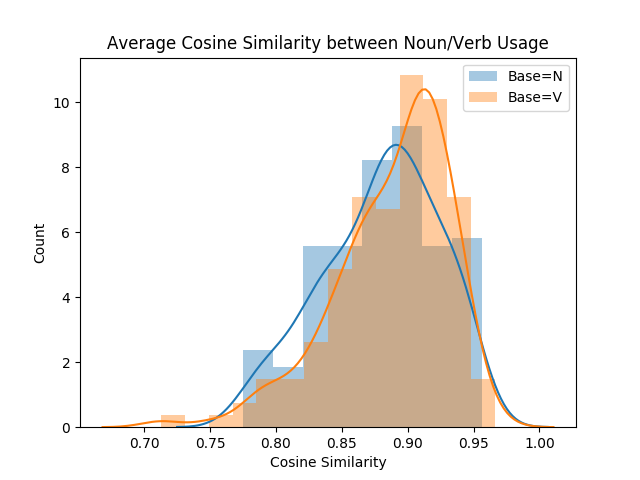 Average Cosine Similarity between Noun/Verb Usage
Base=N
Base=V
10
8
6
4
2
0
Count
0.70 0.75 0.80 0.85 0.90 0.95 1.00
Cosine Similarity